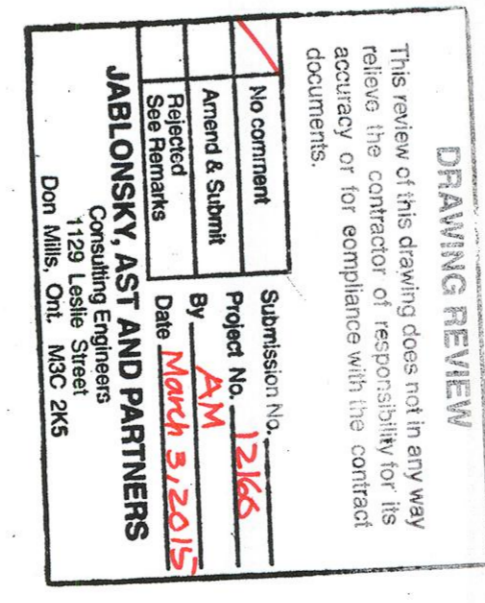 DRAWING REVIEW
This review of this drawing does not in any way
relieve the contractor of responsibility for its
accuracy or for compliance with the contract
documents.
No comment
Amend & Submit
Rejected
See Remarks
Submission No.
Project No. 12166
By AM
Date March 3, 2015
JABLONSKY, AST AND PARTNERS
Consulting Engineers
1129 Leslie Street
Don Mills, Ont. M3C 2K5